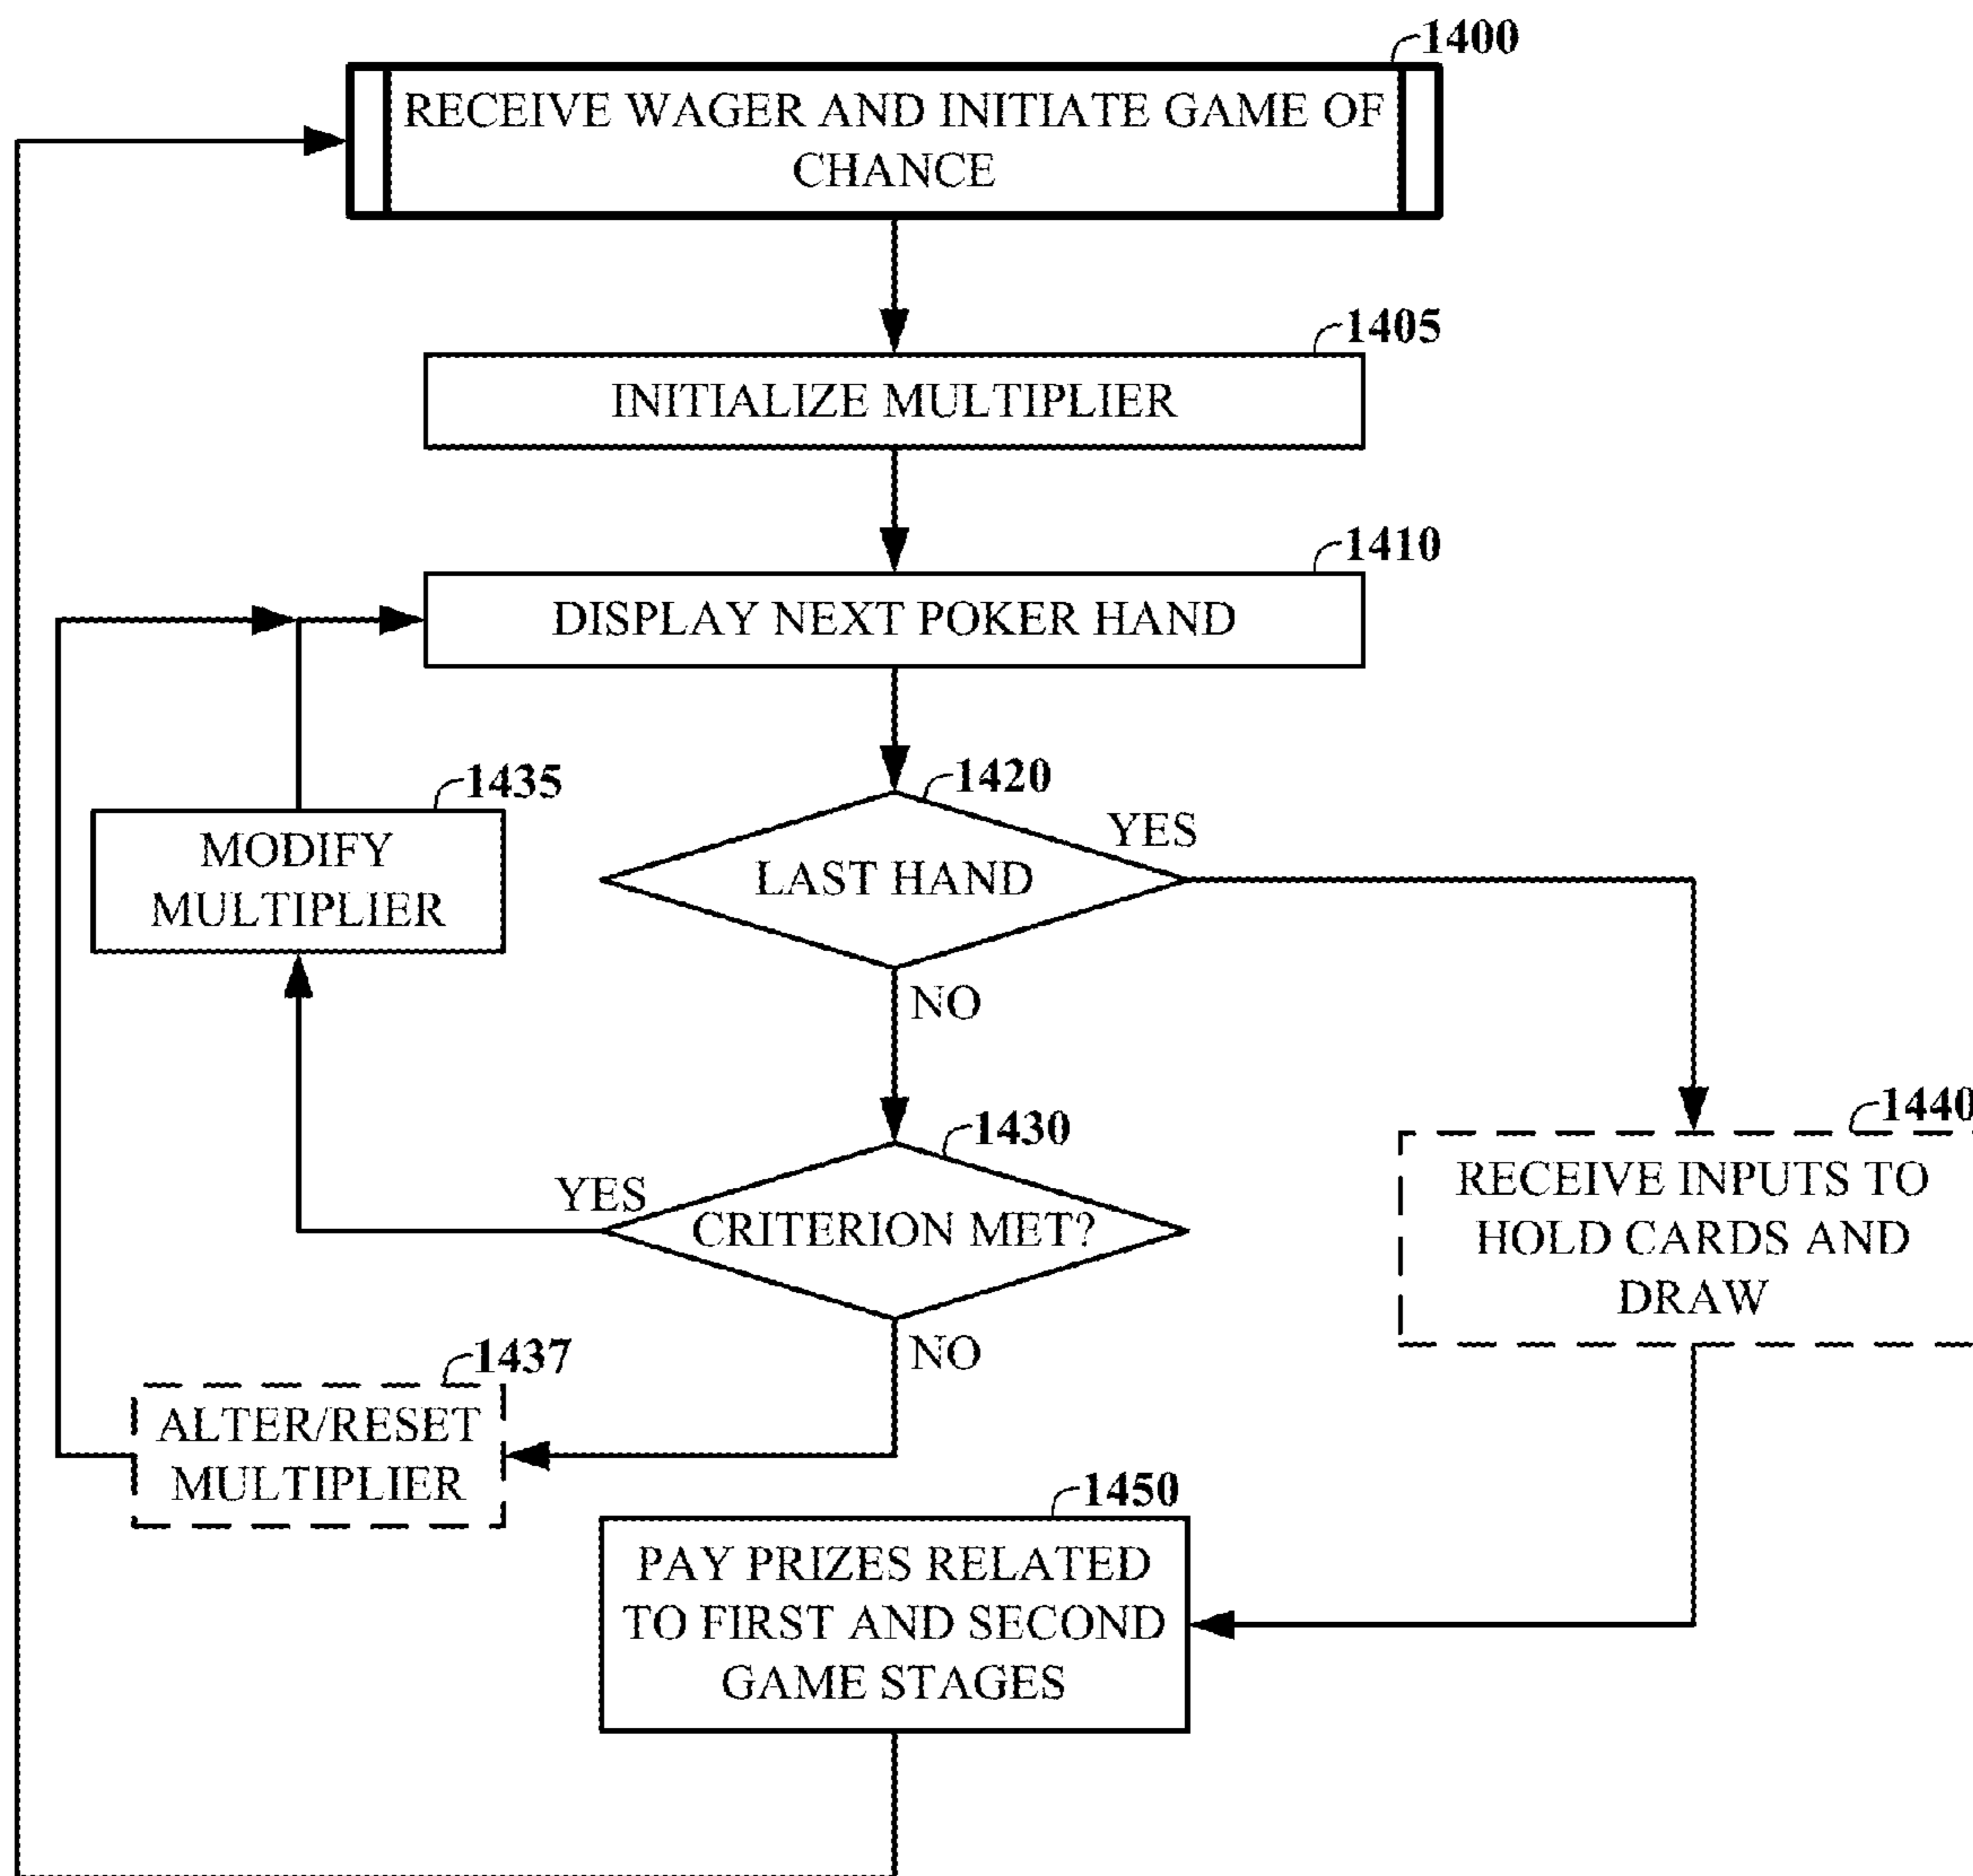 1400
RECEIVE WAGER AND INITIATE GAME OF
CHANCE
1405
INITIALIZE MULTIPLIER
1410
DISPLAY NEXT POKER HAND
1420
LAST HAND
YES
NO
1435
MODIFY
MULTIPLIER
1430
CRITERION MET?
YES
NO
1440
RECEIVE INPUTS TO
HOLD CARDS AND
DRAW
1437
ALTER/RESET
MULTIPLIER
1450
PAY PRIZES RELATED
TO FIRST AND SECOND
GAME STAGES